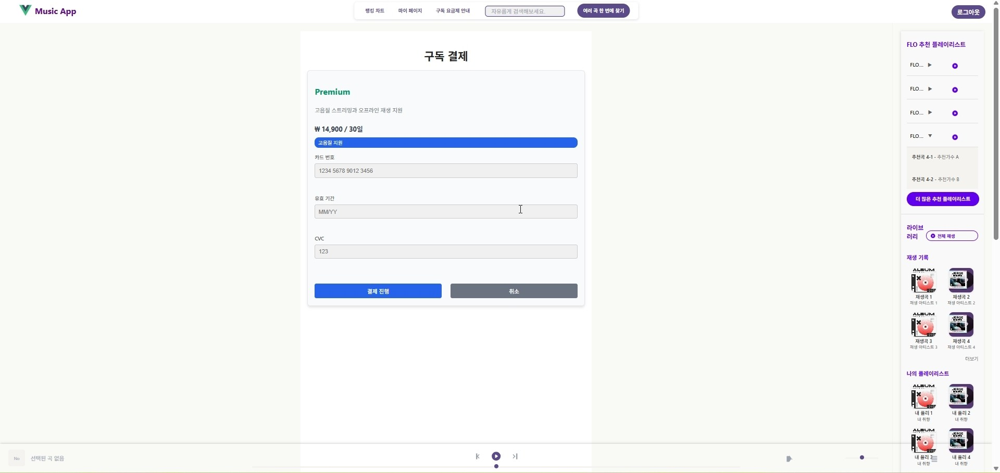 Music App
랭킹 차트
마이 페이지
구독 요금제 안내
자유롭게 검색해보세요.
여러 곡 한 번에 찾기
로그아웃
구독 결제
Premium
고음질 스트리밍과 오프라인 재생 지원
₩ 14,900 / 30일
고음질 지원
카드 번호
1234 5678 9012 3456
유효 기간
MM/YY
CVC
123
결제 진행
취소
FLO 추천 플레이리스트
FLO... ▶
FLO... ▶
FLO... ▶
FLO... ▼
추천곡 4-1 - 추천가수 A
추천곡 4-2 - 추천가수 B
더 많은 추천 플레이리스트
라이브
러리
전체 재생
재생 기록
ALBUM
재생곡 1
재생 아티스트 1
재생곡 2
재생 아티스트 2
ALBUM
재생곡 3
재생 아티스트 3
재생곡 4
재생 아티스트 4
더보기
나의 플레이리스트
ALBUM
내 플리 1
내 취향
내 플리 2
내 취향
ALBUM
내 플리 3
내 취향
내 플리 4
내 취향
No
선택된 곡 없음